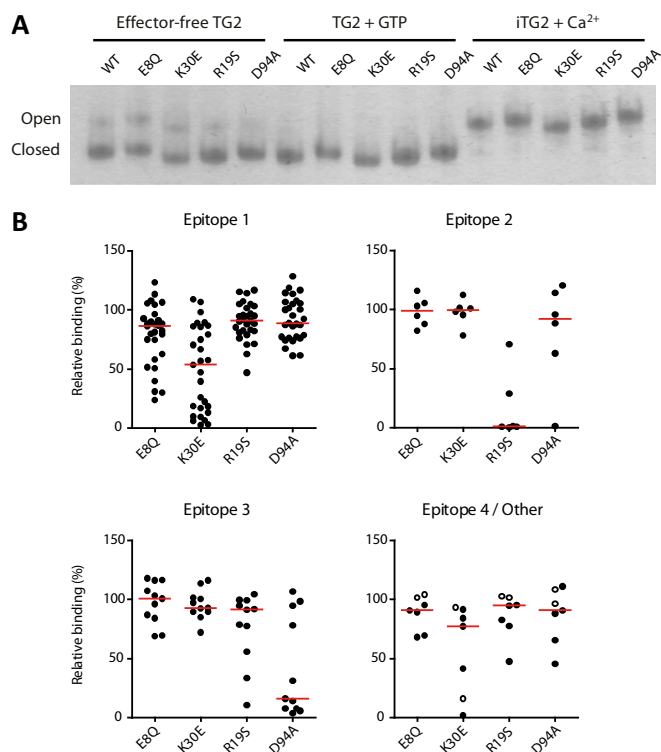 A
Effector-free TG2 TG2 + GTP iTG2 + Ca²⁺
WT E8Q K30E R19S D94A WT E8Q K30E R19S D94A WT E8Q K30E R19S D94A
Open
Closed
B
Epitope 1 Epitope 2
Relative binding (%)
150
100
50
0
E8Q K30E R19S D94A
150
100
50
0
E8Q K30E R19S D94A
Epitope 3 Epitope 4 / Other
Relative binding (%)
150
100
50
0
E8Q K30E R19S D94A
150
100
50
0
E8Q K30E R19S D94A